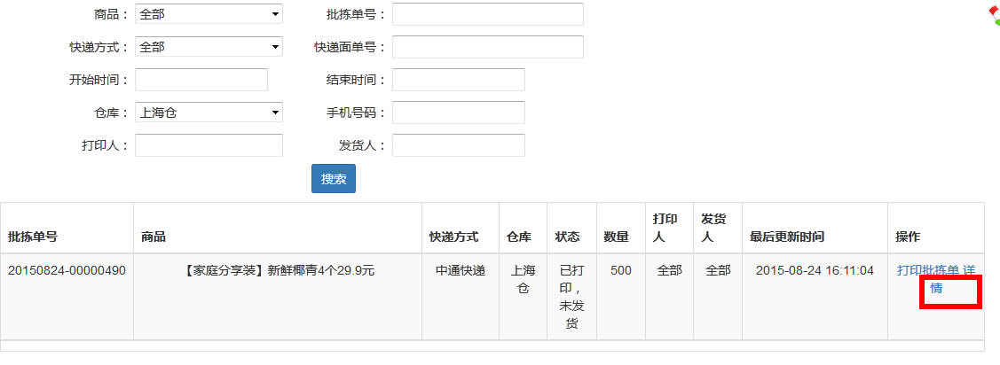 商品： 全部 批拣单号：
快递方式： 全部 快递面单号：
开始时间： 结束时间：
仓库： 上海仓 手机号码：
打印人： 发货人：
搜索
批拣单号 商品 快递方式 仓库 状态 数量 打印人 发货人 最后更新时间 操作
20150824-00000490 【家庭分享装】新鲜椰青4个29.9元 中通快递 上海仓 已打印，未发货 500 全部 全部 2015-08-24 16:11:04 打印批拣单 详情